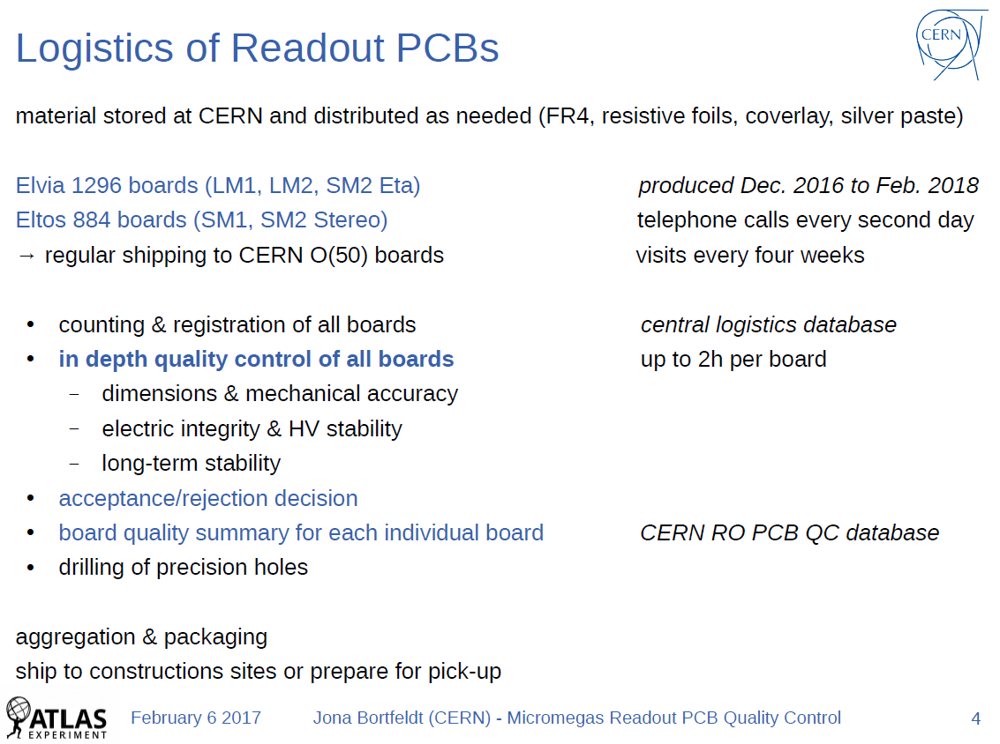 Logistics of Readout PCBs
CERN
material stored at CERN and distributed as needed (FR4, resistive foils, coverlay, silver paste)
Elvia 1296 boards (LM1, LM2, SM2 Eta) produced Dec. 2016 to Feb. 2018
Eltos 884 boards (SM1, SM2 Stereo) telephone calls every second day
→ regular shipping to CERN O(50) boards visits every four weeks
• counting & registration of all boards central logistics database
• in depth quality control of all boards up to 2h per board
– dimensions & mechanical accuracy
– electric integrity & HV stability
– long-term stability
• acceptance/rejection decision
• board quality summary for each individual board CERN RO PCB QC database
• drilling of precision holes
aggregation & packaging
ship to constructions sites or prepare for pick-up
ATLAS
EXPERIMENT
February 6 2017 Jona Bortfeldt (CERN) - Micromegas Readout PCB Quality Control 4